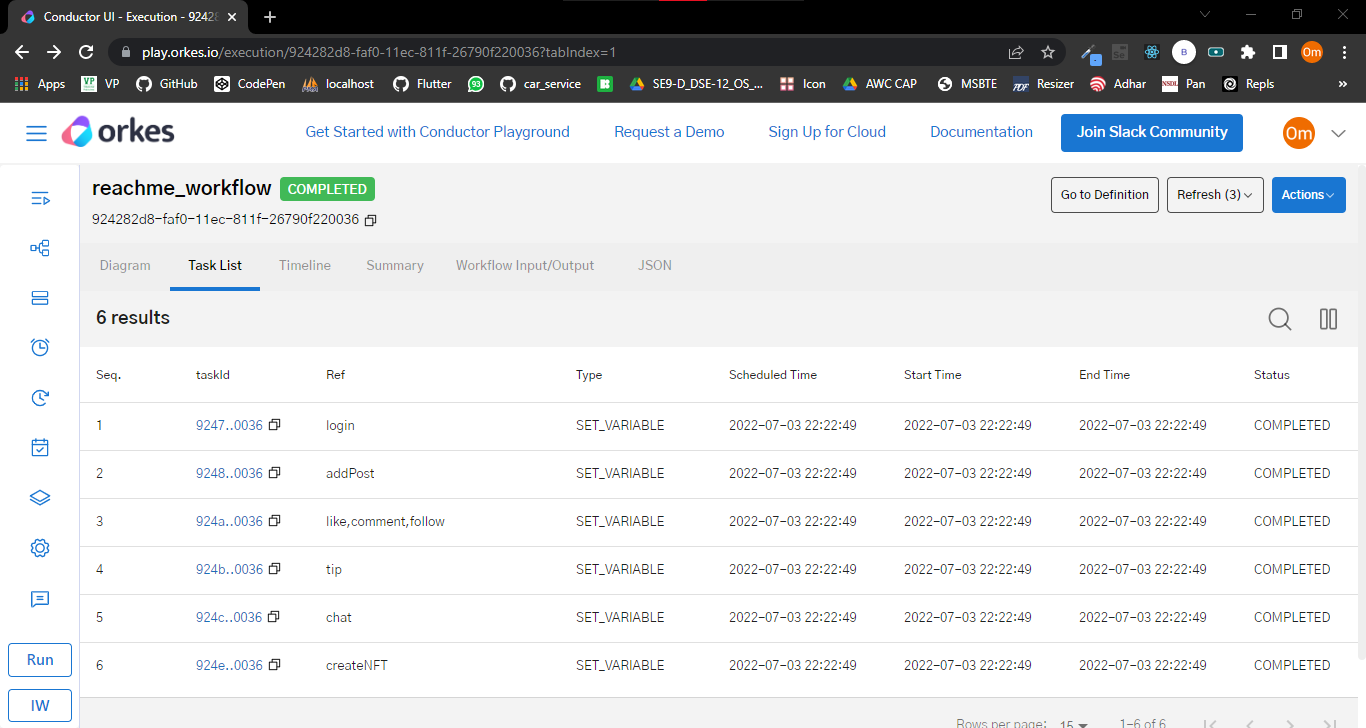 Conductor UI - Execution - 9242
play.orkes.io/execution/924282d8-faf0-11ec-811f-26790f220036?tabIndex=1
B
Om
Apps VP VP GitHub CodePen localhost Flutter 93 car_service SE9-D_DSE-12_OS_... Icon AWC CAP MSBTE PDF Resizer Adhar NSDL Pan Repls »
orkes Get Started with Conductor Playground Request a Demo Sign Up for Cloud Documentation Join Slack Community Om
reachme_workflow COMPLETED
Go to Definition Refresh (3) Actions
924282d8-faf0-11ec-811f-26790f220036
Diagram Task List Timeline Summary Workflow Input/Output JSON
6 results
Seq. taskId Ref Type Scheduled Time Start Time End Time Status
1 9247..0036 login SET_VARIABLE 2022-07-03 22:22:49 2022-07-03 22:22:49 2022-07-03 22:22:49 COMPLETED
2 9248..0036 addPost SET_VARIABLE 2022-07-03 22:22:49 2022-07-03 22:22:49 2022-07-03 22:22:49 COMPLETED
3 924a..0036 like,comment,follow SET_VARIABLE 2022-07-03 22:22:49 2022-07-03 22:22:49 2022-07-03 22:22:49 COMPLETED
4 924b..0036 tip SET_VARIABLE 2022-07-03 22:22:49 2022-07-03 22:22:49 2022-07-03 22:22:49 COMPLETED
5 924c..0036 chat SET_VARIABLE 2022-07-03 22:22:49 2022-07-03 22:22:49 2022-07-03 22:22:49 COMPLETED
6 924e..0036 createNFT SET_VARIABLE 2022-07-03 22:22:49 2022-07-03 22:22:49 2022-07-03 22:22:49 COMPLETED
Run
IW
Rows per page: 15 1-6 of 6